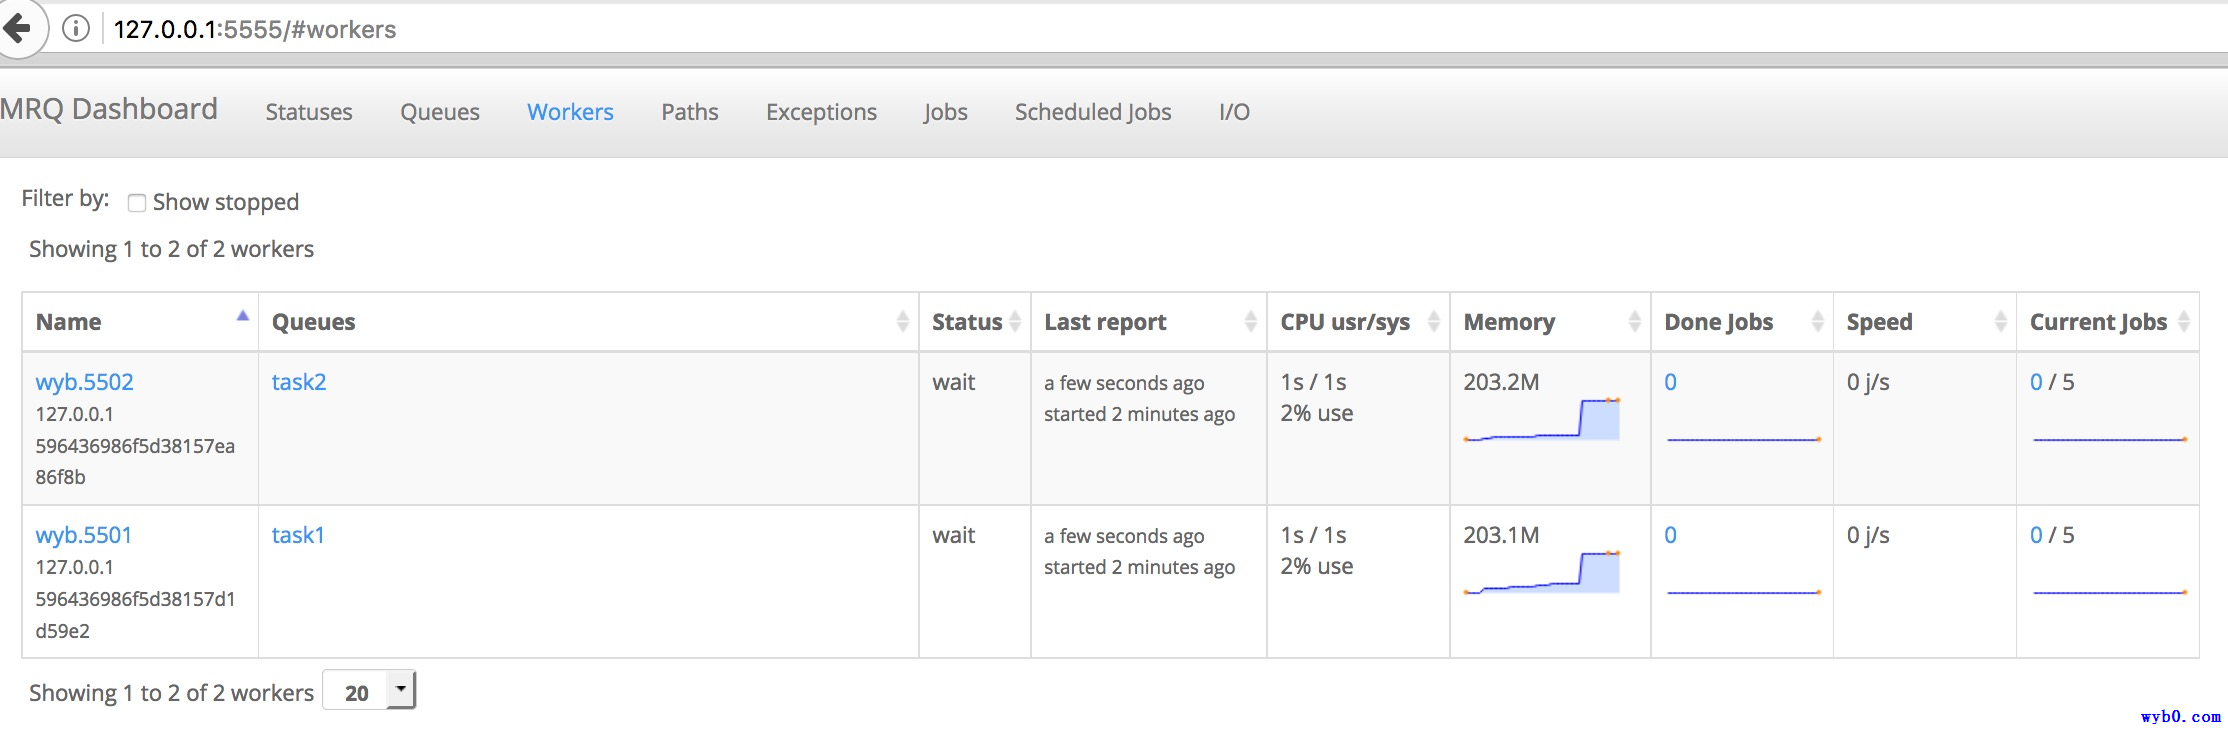 127.0.0.1:5555/#workers
MRQ Dashboard Statuses Queues Workers Paths Exceptions Jobs Scheduled Jobs I/O
Filter by: Show stopped
Showing 1 to 2 of 2 workers
Name Queues Status Last report CPU usr/sys Memory Done Jobs Speed Current Jobs
wyb.5502 task2 wait a few seconds ago 1s / 1s 203.2M 0 0 j/s 0 / 5
127.0.0.1 started 2 minutes ago 2% use
596436986f5d38157ea
86f8b
wyb.5501 task1 wait a few seconds ago 1s / 1s 203.1M 0 0 j/s 0 / 5
127.0.0.1 started 2 minutes ago 2% use
596436986f5d38157d1
d59e2
Showing 1 to 2 of 2 workers 20
wyb0.com